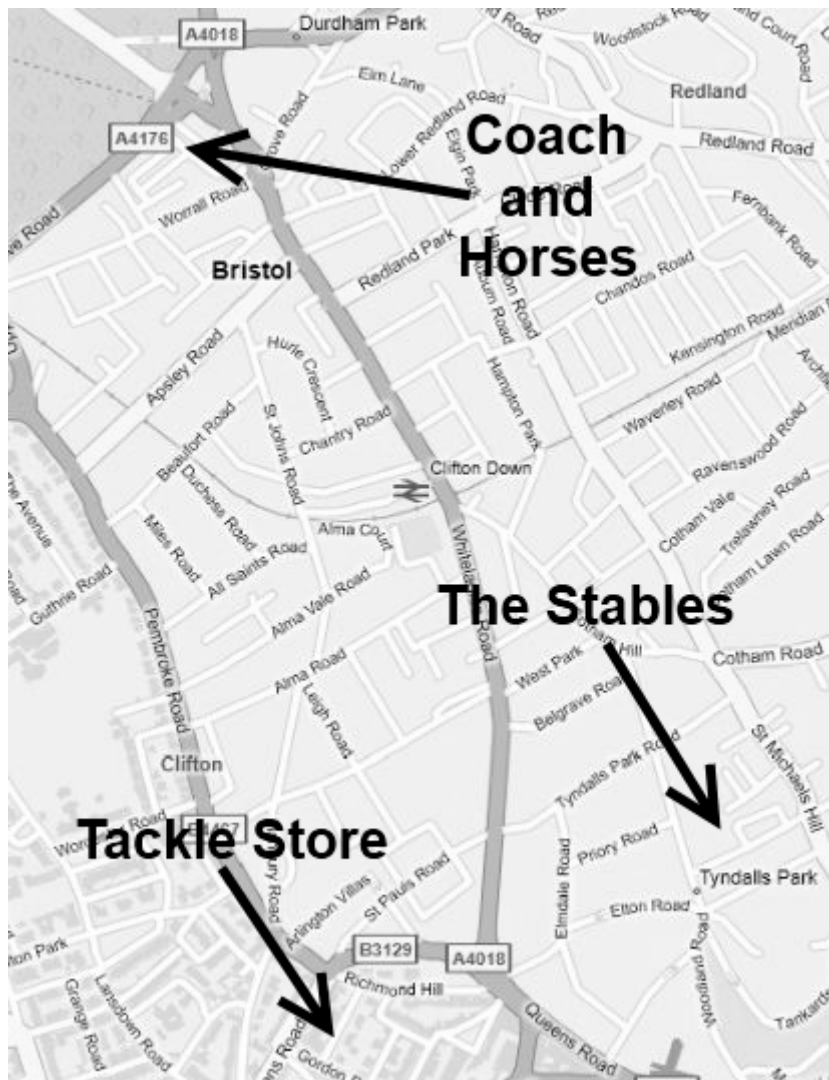 A4018
Durdham Park
Woodstock Road
Elm Lane
Redland
A4176
Grove Road
Lower Redland Road
Elgin Park
Redland Road
Coach
and
Horses
Worrall Road
Fernbank Road
Bristol
Redland Park
Hampton Road
Chandos Road
Kensington Road
Apsley Road
Hurle Crescent
Hampton Park
Waverley Road
Beaufort Road
St Johns Road
Chantry Road
Clifton Down
Ravenswood Road
The Avenue
Duchess Road
Miles Road
Alma Court
Cotham Vale
Trelawney Road
All Saints Road
Guthrie Road
Alma Vale Road
The Stables
Pembroke Road
Alma Road
West Park
Cotham Road
Belgrave Road
Leigh Road
St Michaels Hill
Clifton
Tyndalls Park Road
Tackle Store
Priory Road
Elmdale Road
Tyndalls Park
Arlington Villas
St Pauls Road
Elton Road
B3129
A4018
Woodland Road
Richmond Hill
Lansdown Road
Grange Road
Queens Road